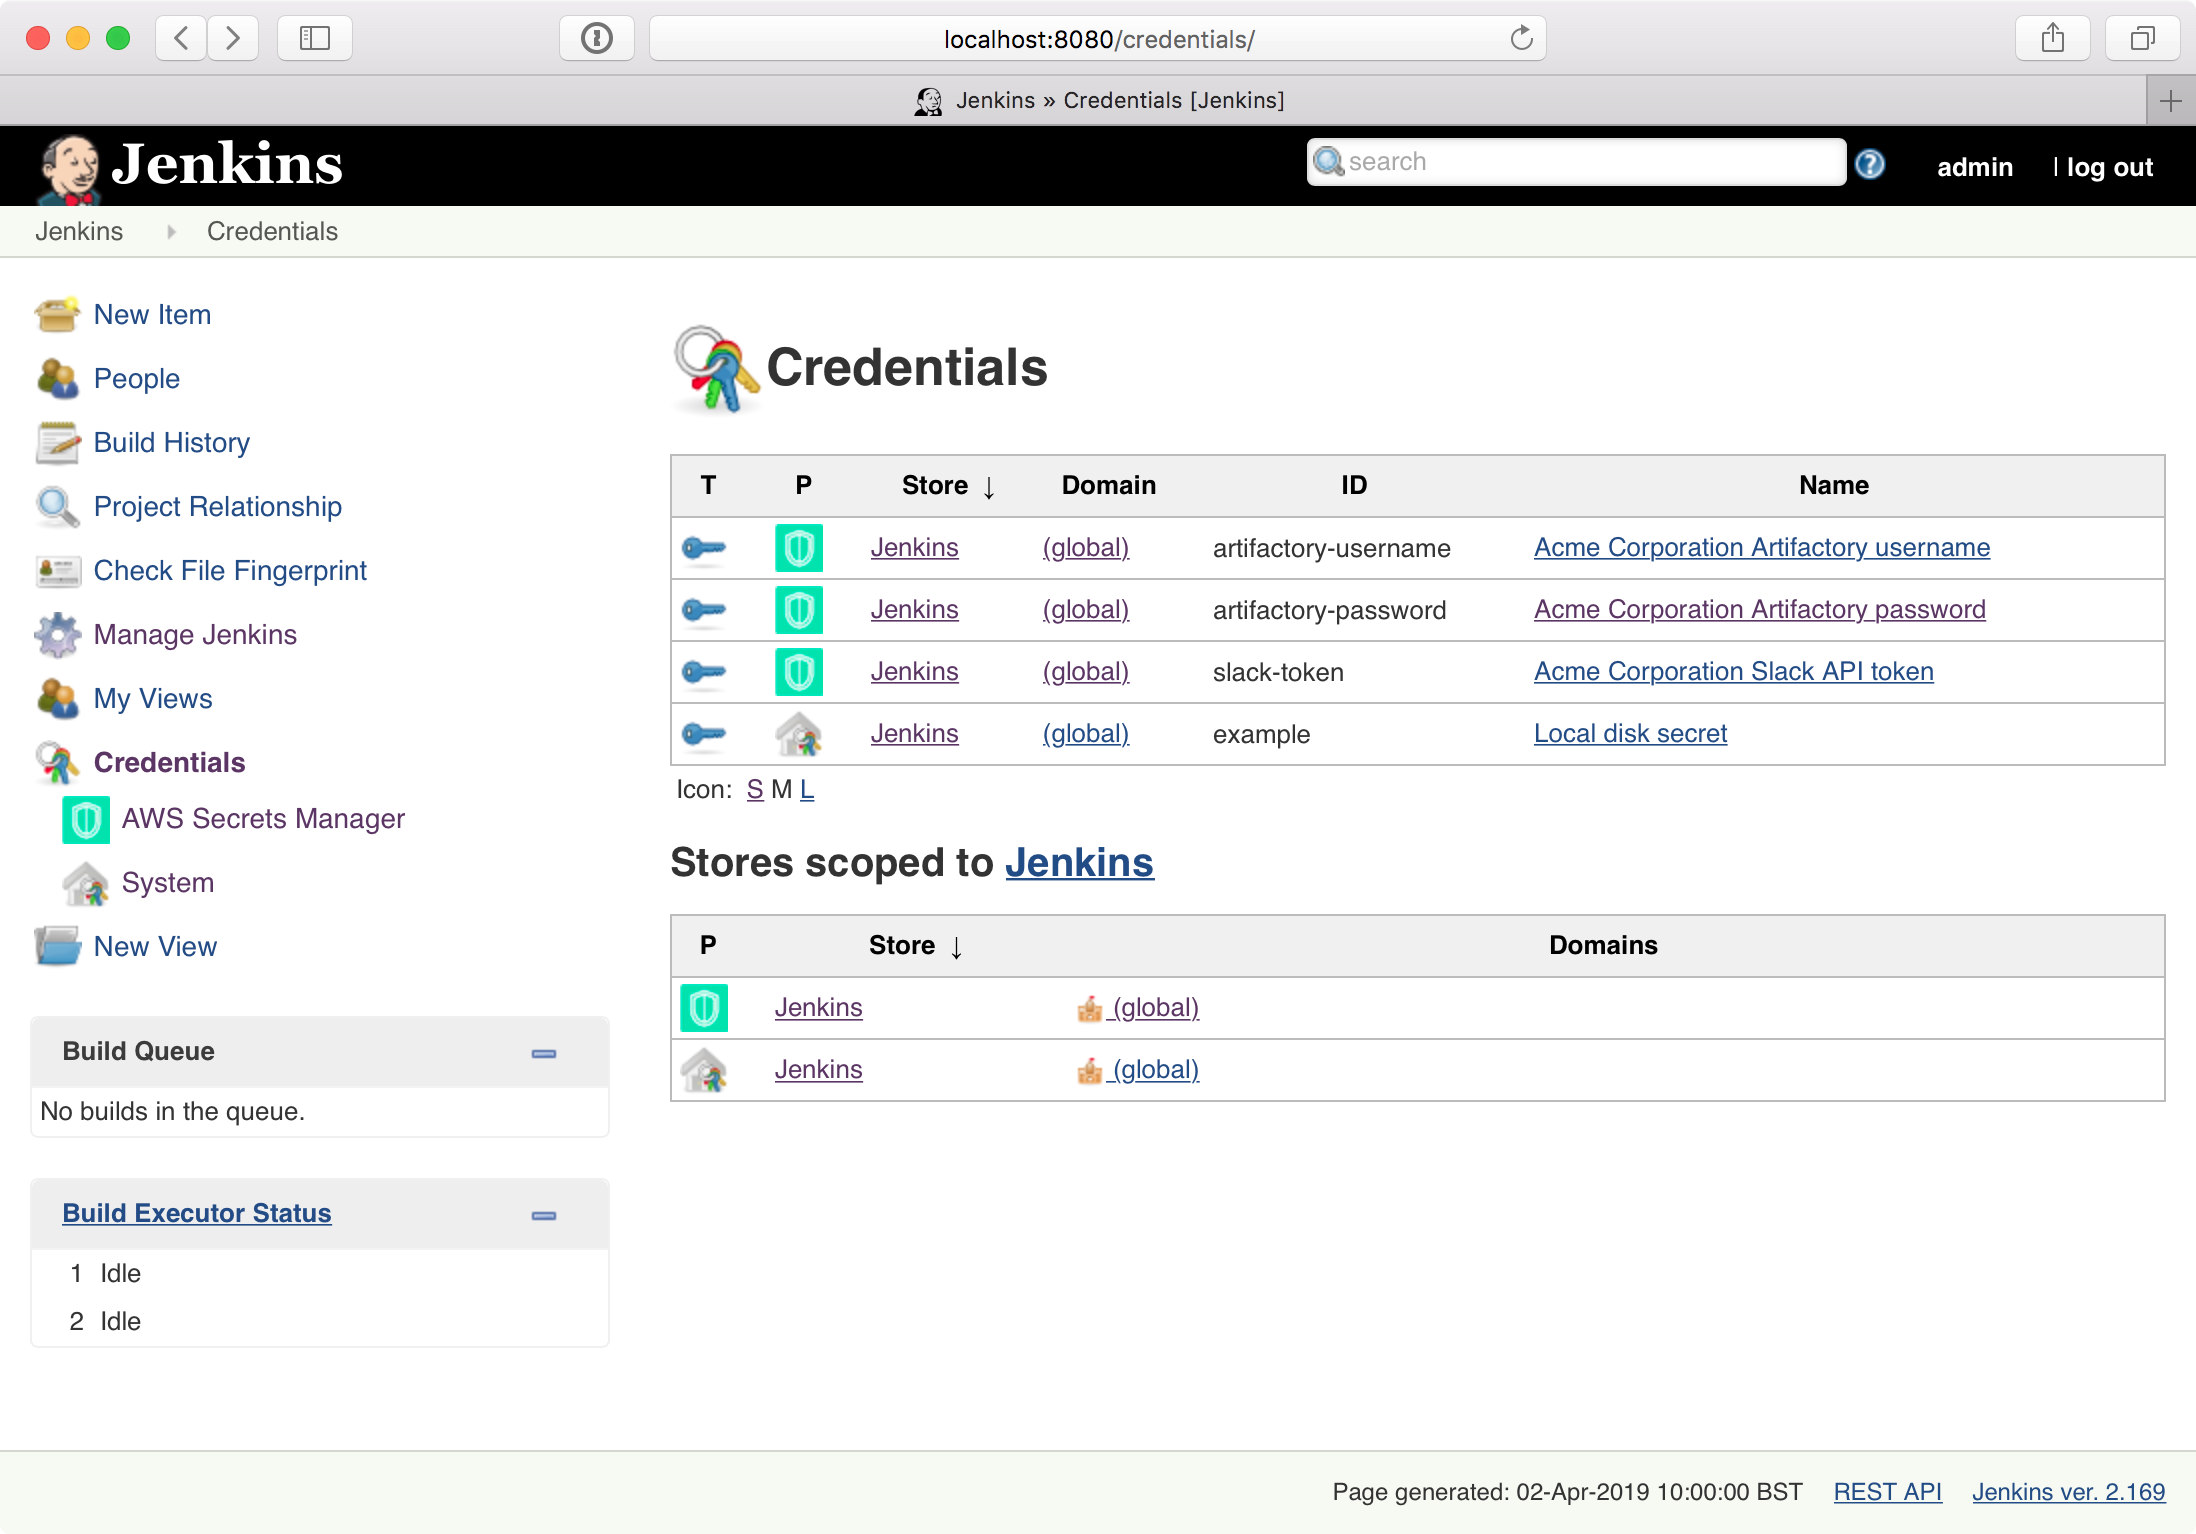 localhost:8080/credentials/
Jenkins » Credentials [Jenkins]
Jenkins
search
admin
| log out
Jenkins
Credentials
New Item
People
Build History
Project Relationship
Check File Fingerprint
Manage Jenkins
My Views
Credentials
AWS Secrets Manager
System
New View
Build Queue
No builds in the queue.
Build Executor Status
1 Idle
2 Idle
Credentials
T P Store ↓ Domain ID Name
Jenkins (global) artifactory-username Acme Corporation Artifactory username
Jenkins (global) artifactory-password Acme Corporation Artifactory password
Jenkins (global) slack-token Acme Corporation Slack API token
Jenkins (global) example Local disk secret
Icon: S M L
Stores scoped to Jenkins
P Store ↓ Domains
Jenkins (global)
Jenkins (global)
Page generated: 02-Apr-2019 10:00:00 BST REST API Jenkins ver. 2.169